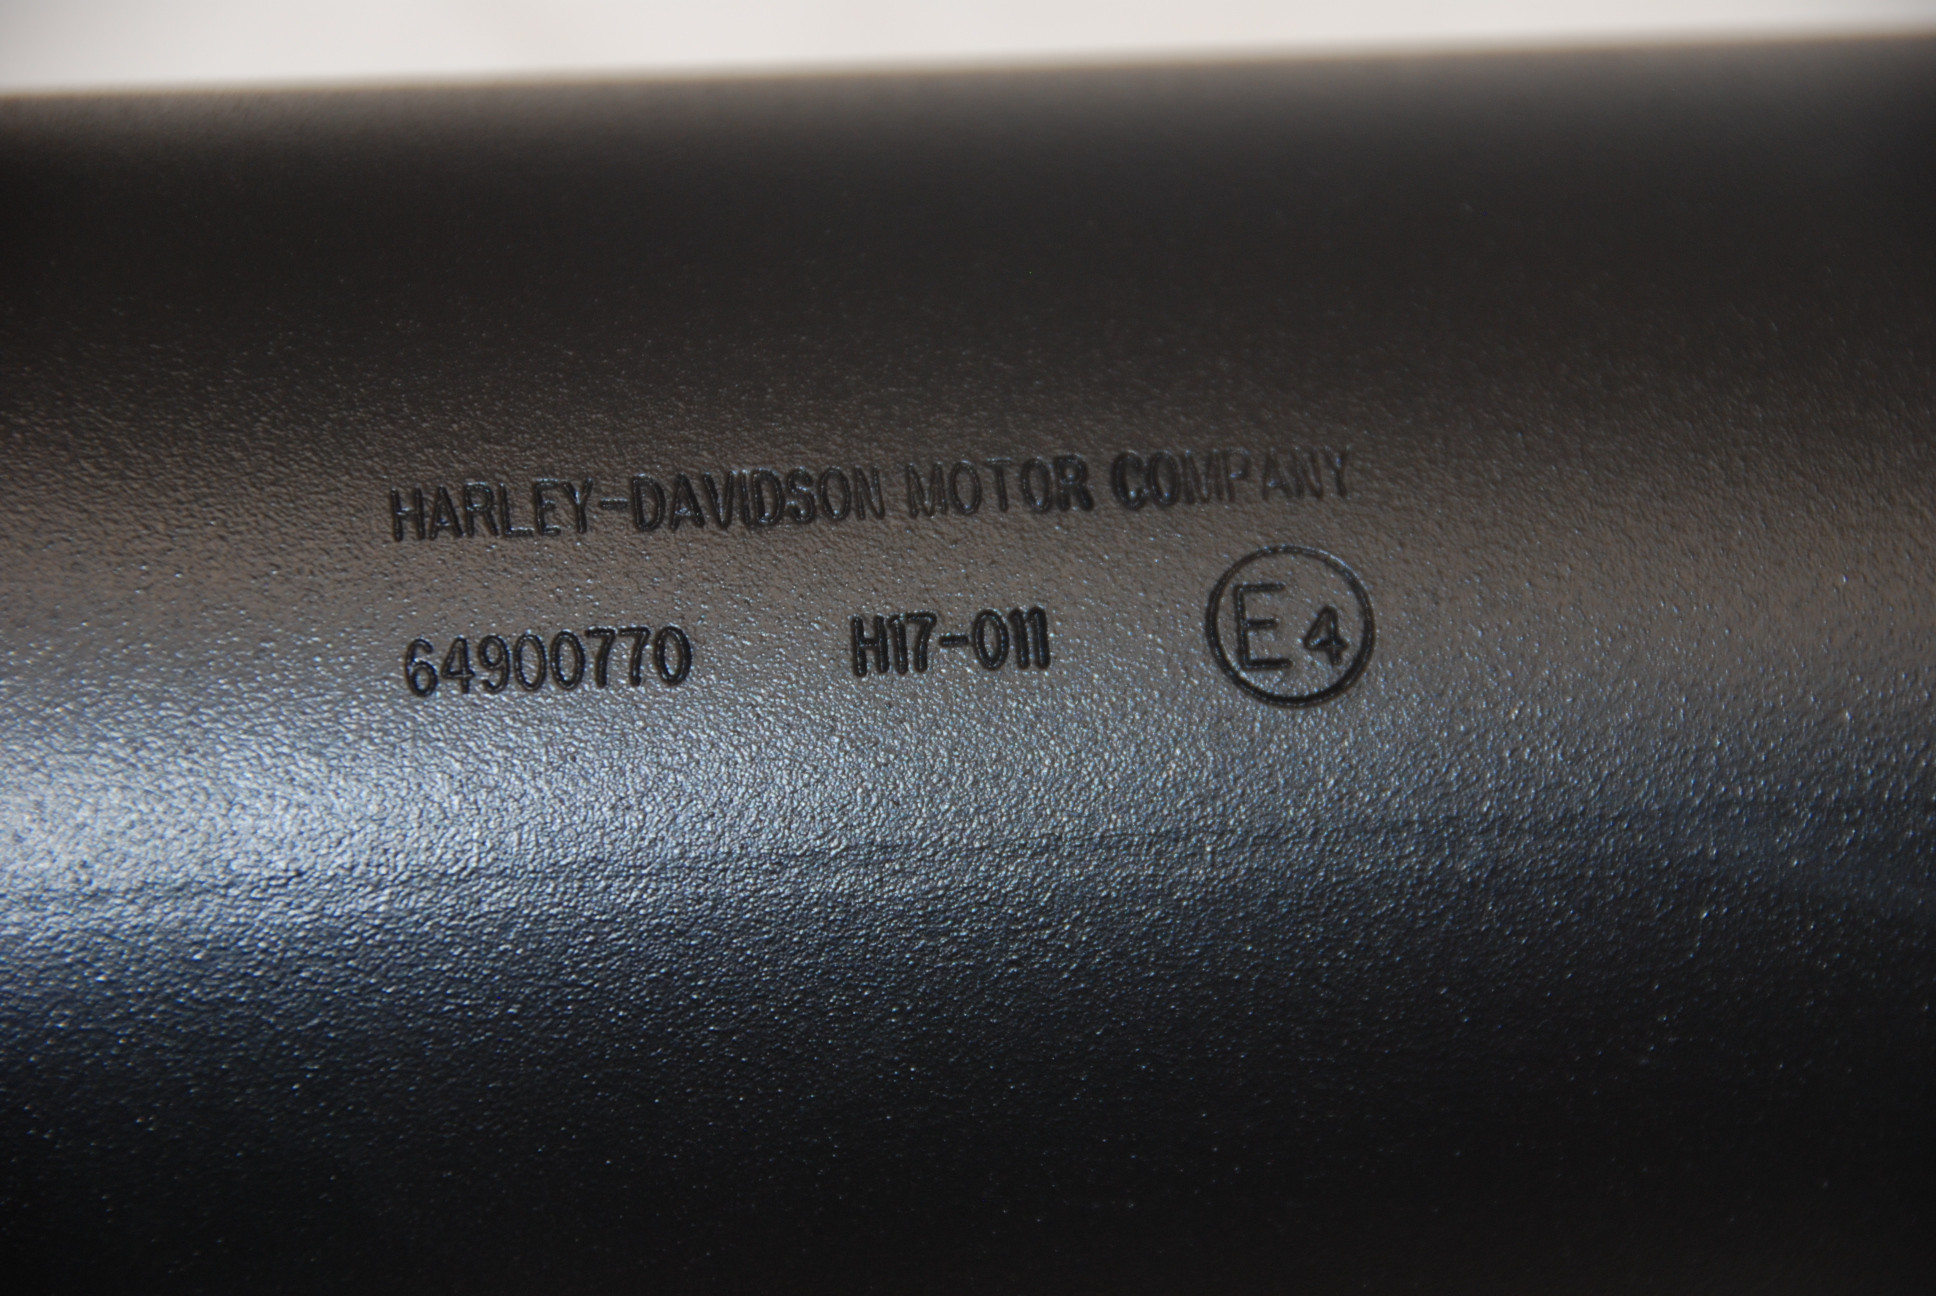 HARLEY-DAVIDSON MOTOR COMPANY
64900770 H17-011 E4